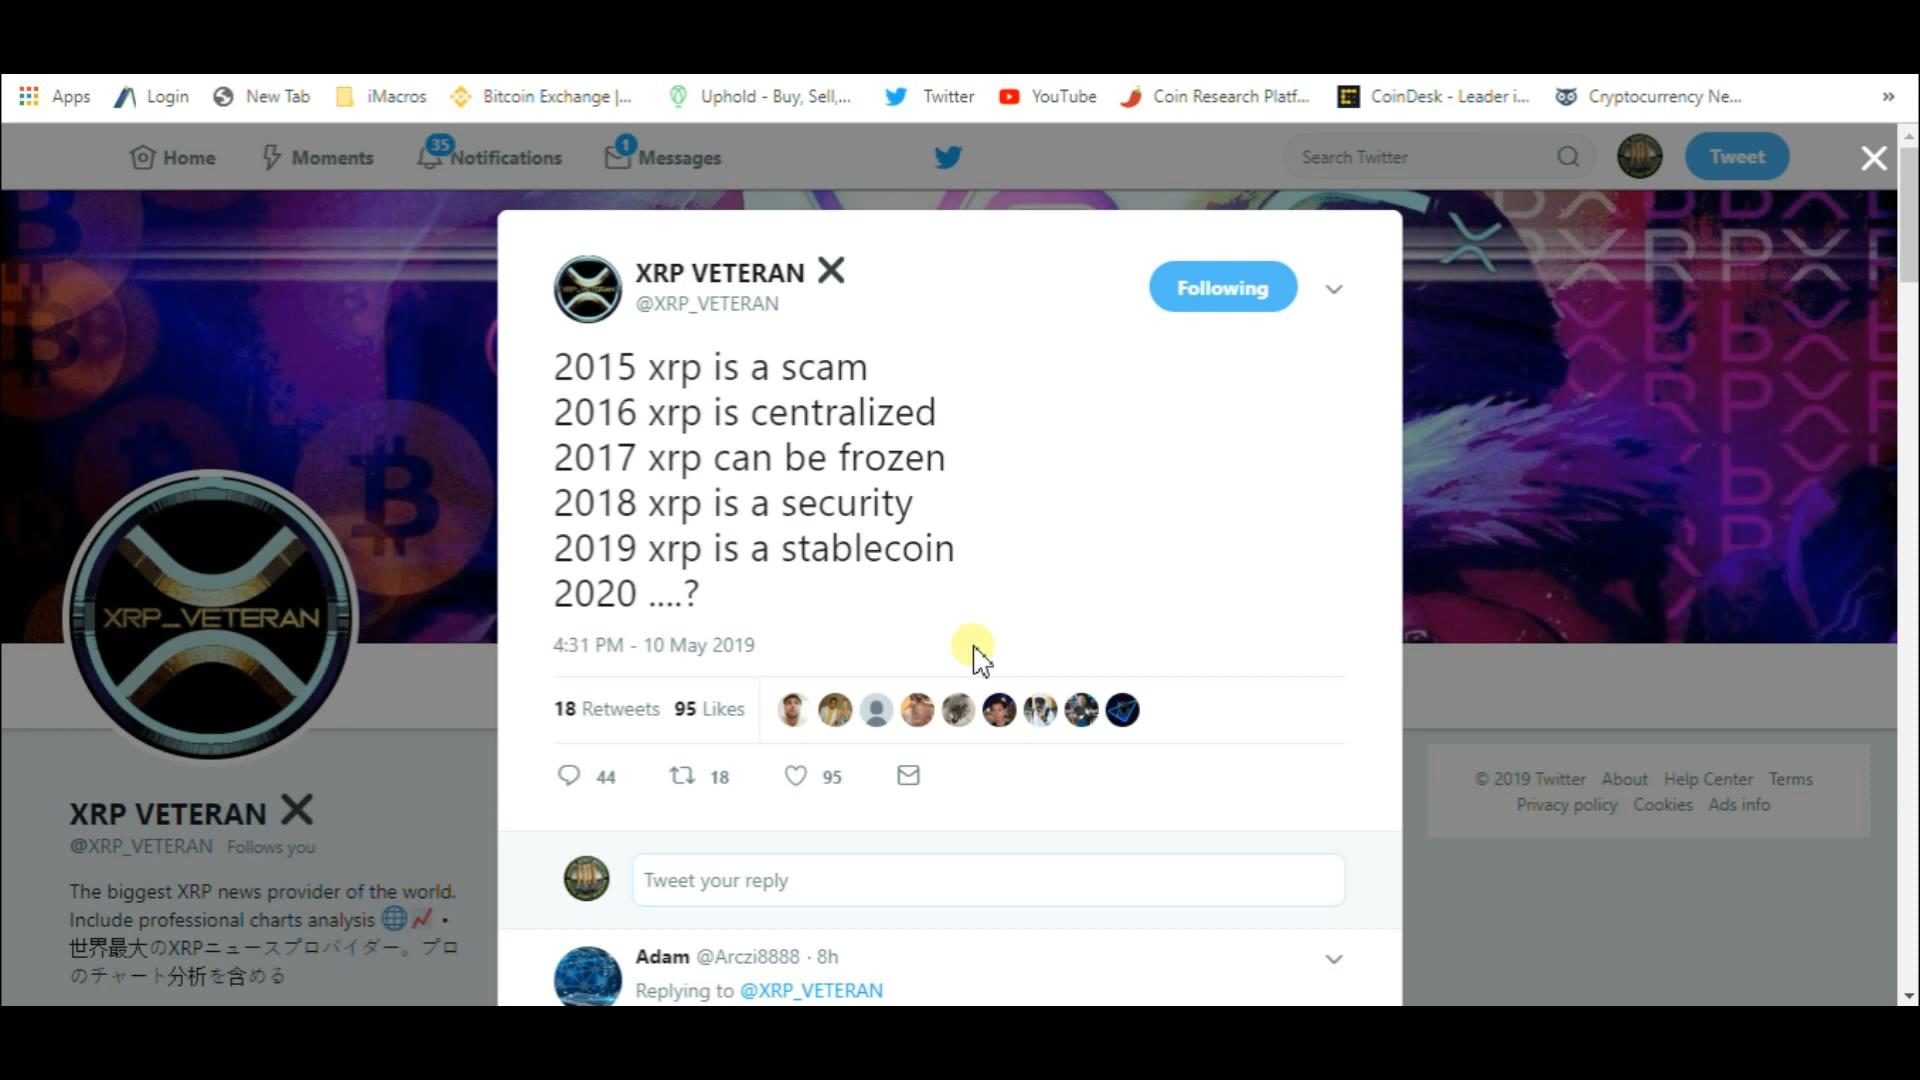 Apps Login New Tab iMacros Bitcoin Exchange |... Uphold - Buy, Sell,... Twitter YouTube Coin Research Platf... CoinDesk - Leader i... Cryptocurrency Ne... »
Home Moments 35 Notifications 1 Messages Search Twitter Tweet
XRP VETERAN
@XRP_VETERAN
Following
2015 xrp is a scam
2016 xrp is centralized
2017 xrp can be frozen
2018 xrp is a security
2019 xrp is a stablecoin
2020 ....?
4:31 PM - 10 May 2019
18 Retweets 95 Likes
44 18 95
Tweet your reply
Adam @Arczi8888 · 8h
Replying to @XRP_VETERAN
XRP_VETERAN
XRP VETERAN
@XRP_VETERAN Follows you
The biggest XRP news provider of the world.
Include professional charts analysis 🌐📈 •
世界最大のXRPニュースプロバイダー。プロ
のチャート分析を含める
© 2019 Twitter About Help Center Terms
Privacy policy Cookies Ads info